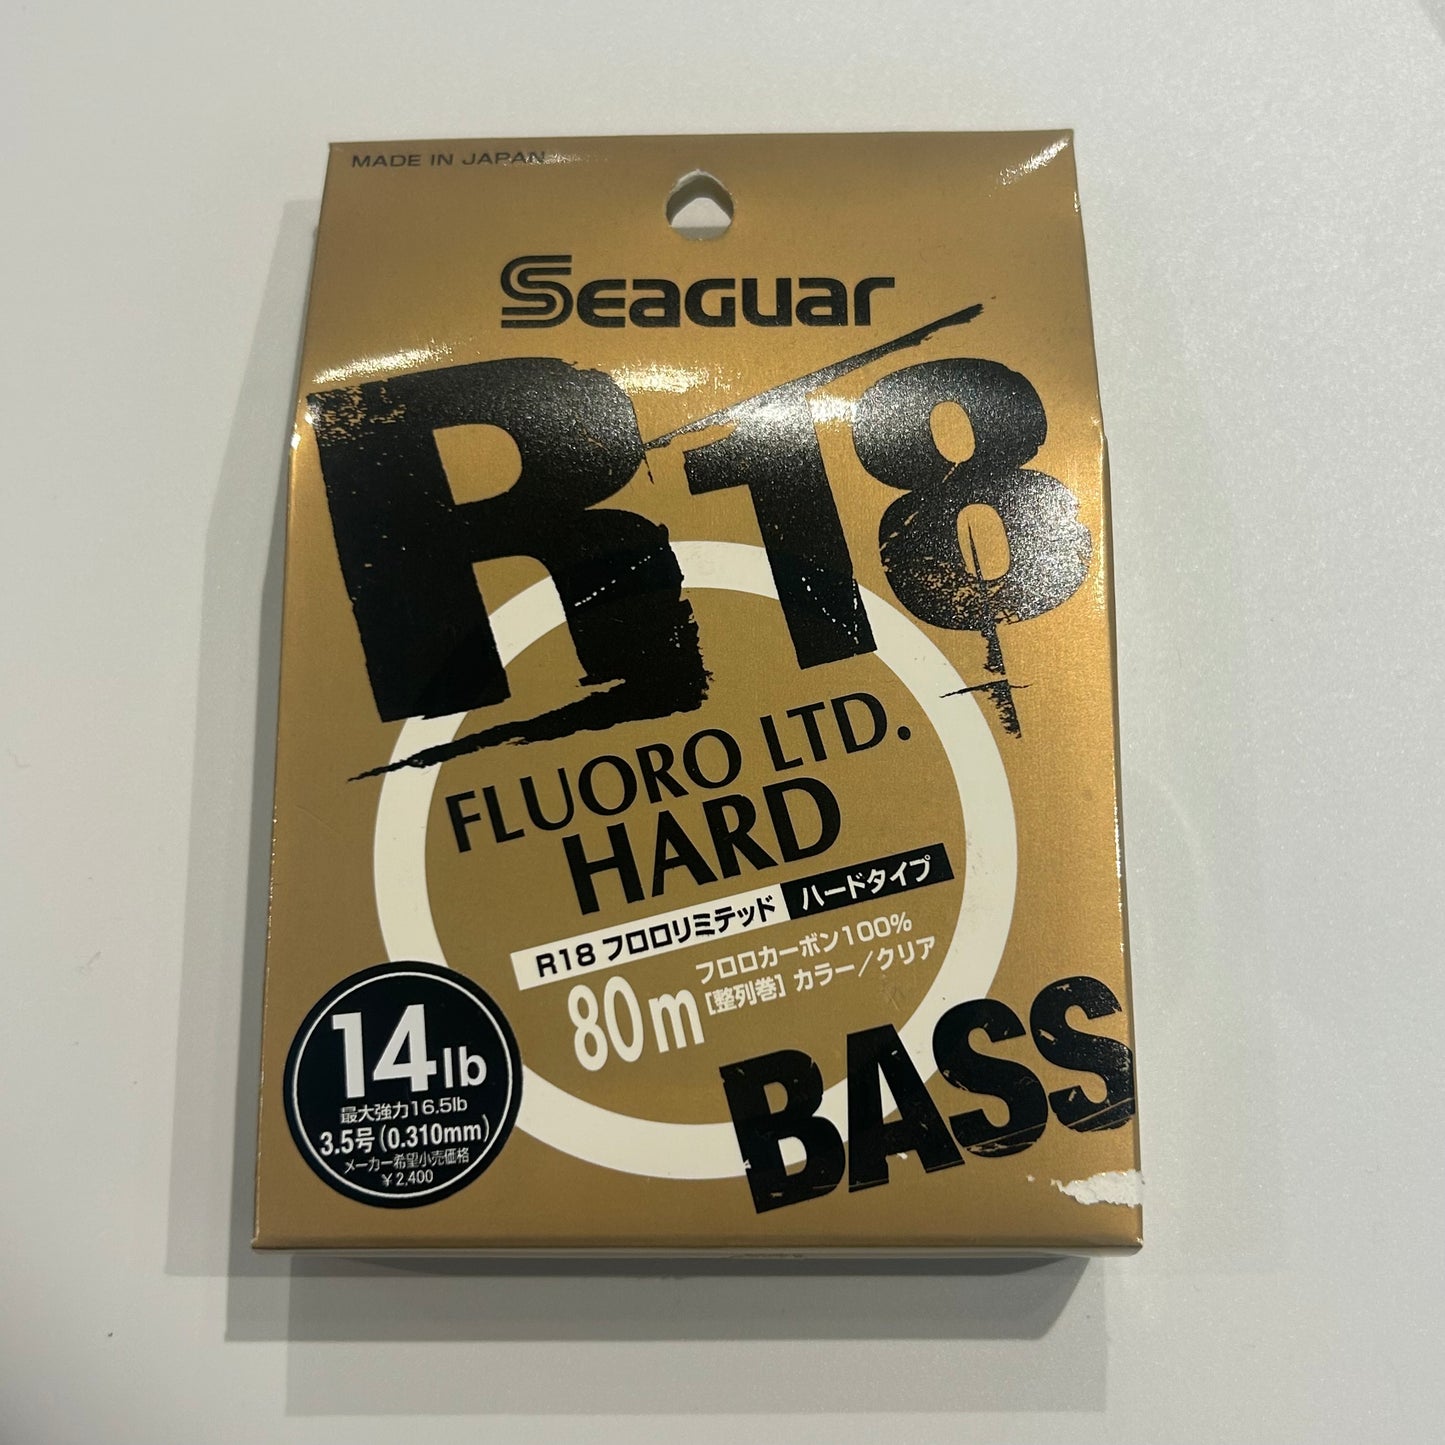 MADE IN JAPAN
SEAGUAR
R18
FLUORO LTD.
HARD
R18 フロロリミテッド ハードタイプ
80m
フロロカーボン100%
[整列巻] カラー／クリア
BASS
14lb
最大強力16.5lb
3.5号(0.310mm)
メーカー希望小売価格
¥2,400